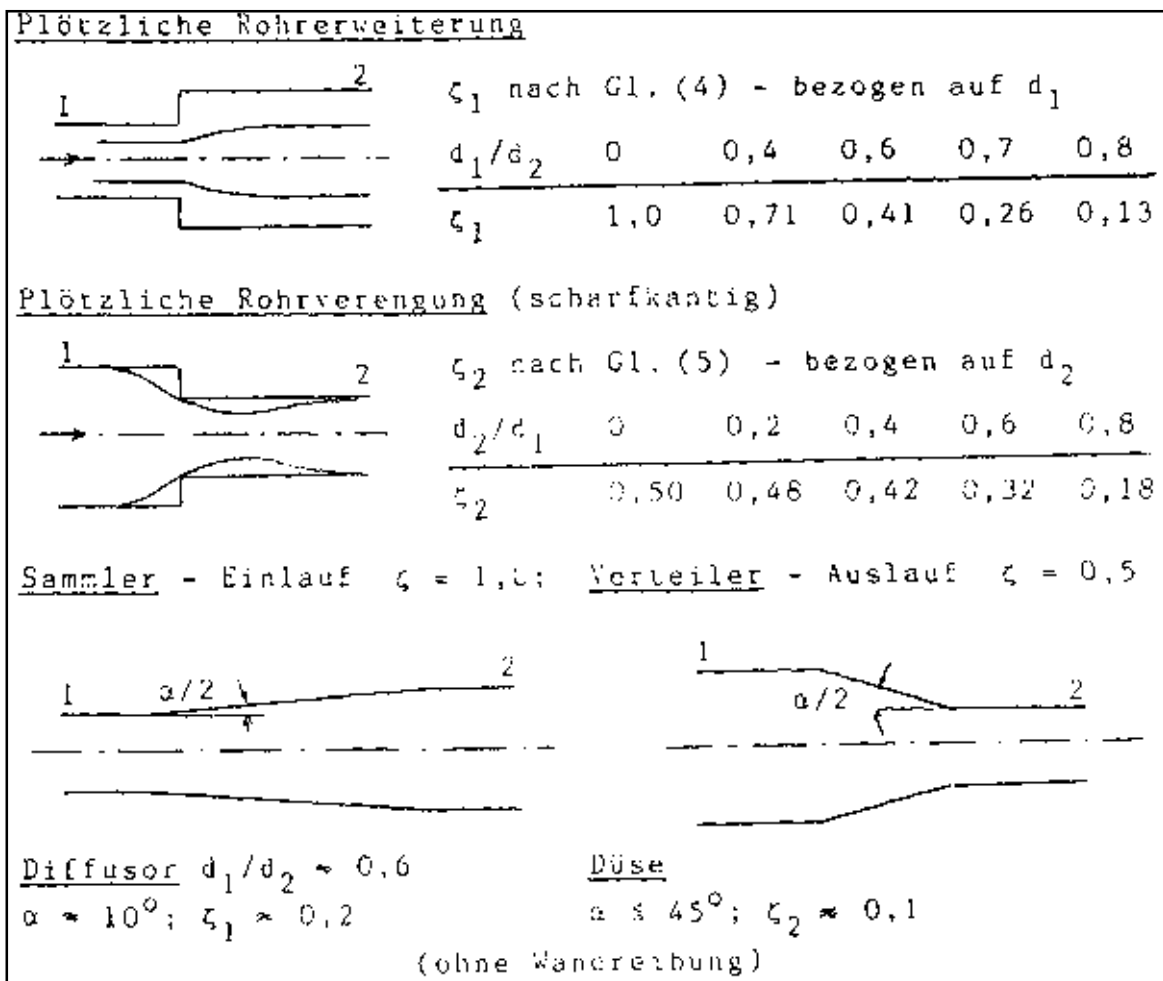 Plötzliche Rohrerweiterung
1 2
ζ1 nach Gl. (4) - bezogen auf d1
d1/d2 0 0,4 0,6 0,7 0,8
ζ1 1,0 0,71 0,41 0,26 0,13
Plötzliche Rohrverengung (scharfkantig)
1 2
ζ2 nach Gl. (5) - bezogen auf d2
d2/d1 0 0,2 0,4 0,6 0,8
ζ2 0,50 0,48 0,42 0,32 0,18
Sammler - Einlauf ζ = 1,0; Verteiler - Auslauf ζ = 0,5
1 α/2 2
1 α/2 2
Diffusor d1/d2 ≈ 0,6
α ≈ 10°; ζ1 ≈ 0,2
Düse
α ≤ 45°; ζ2 ≈ 0,1
(ohne Wandreibung)